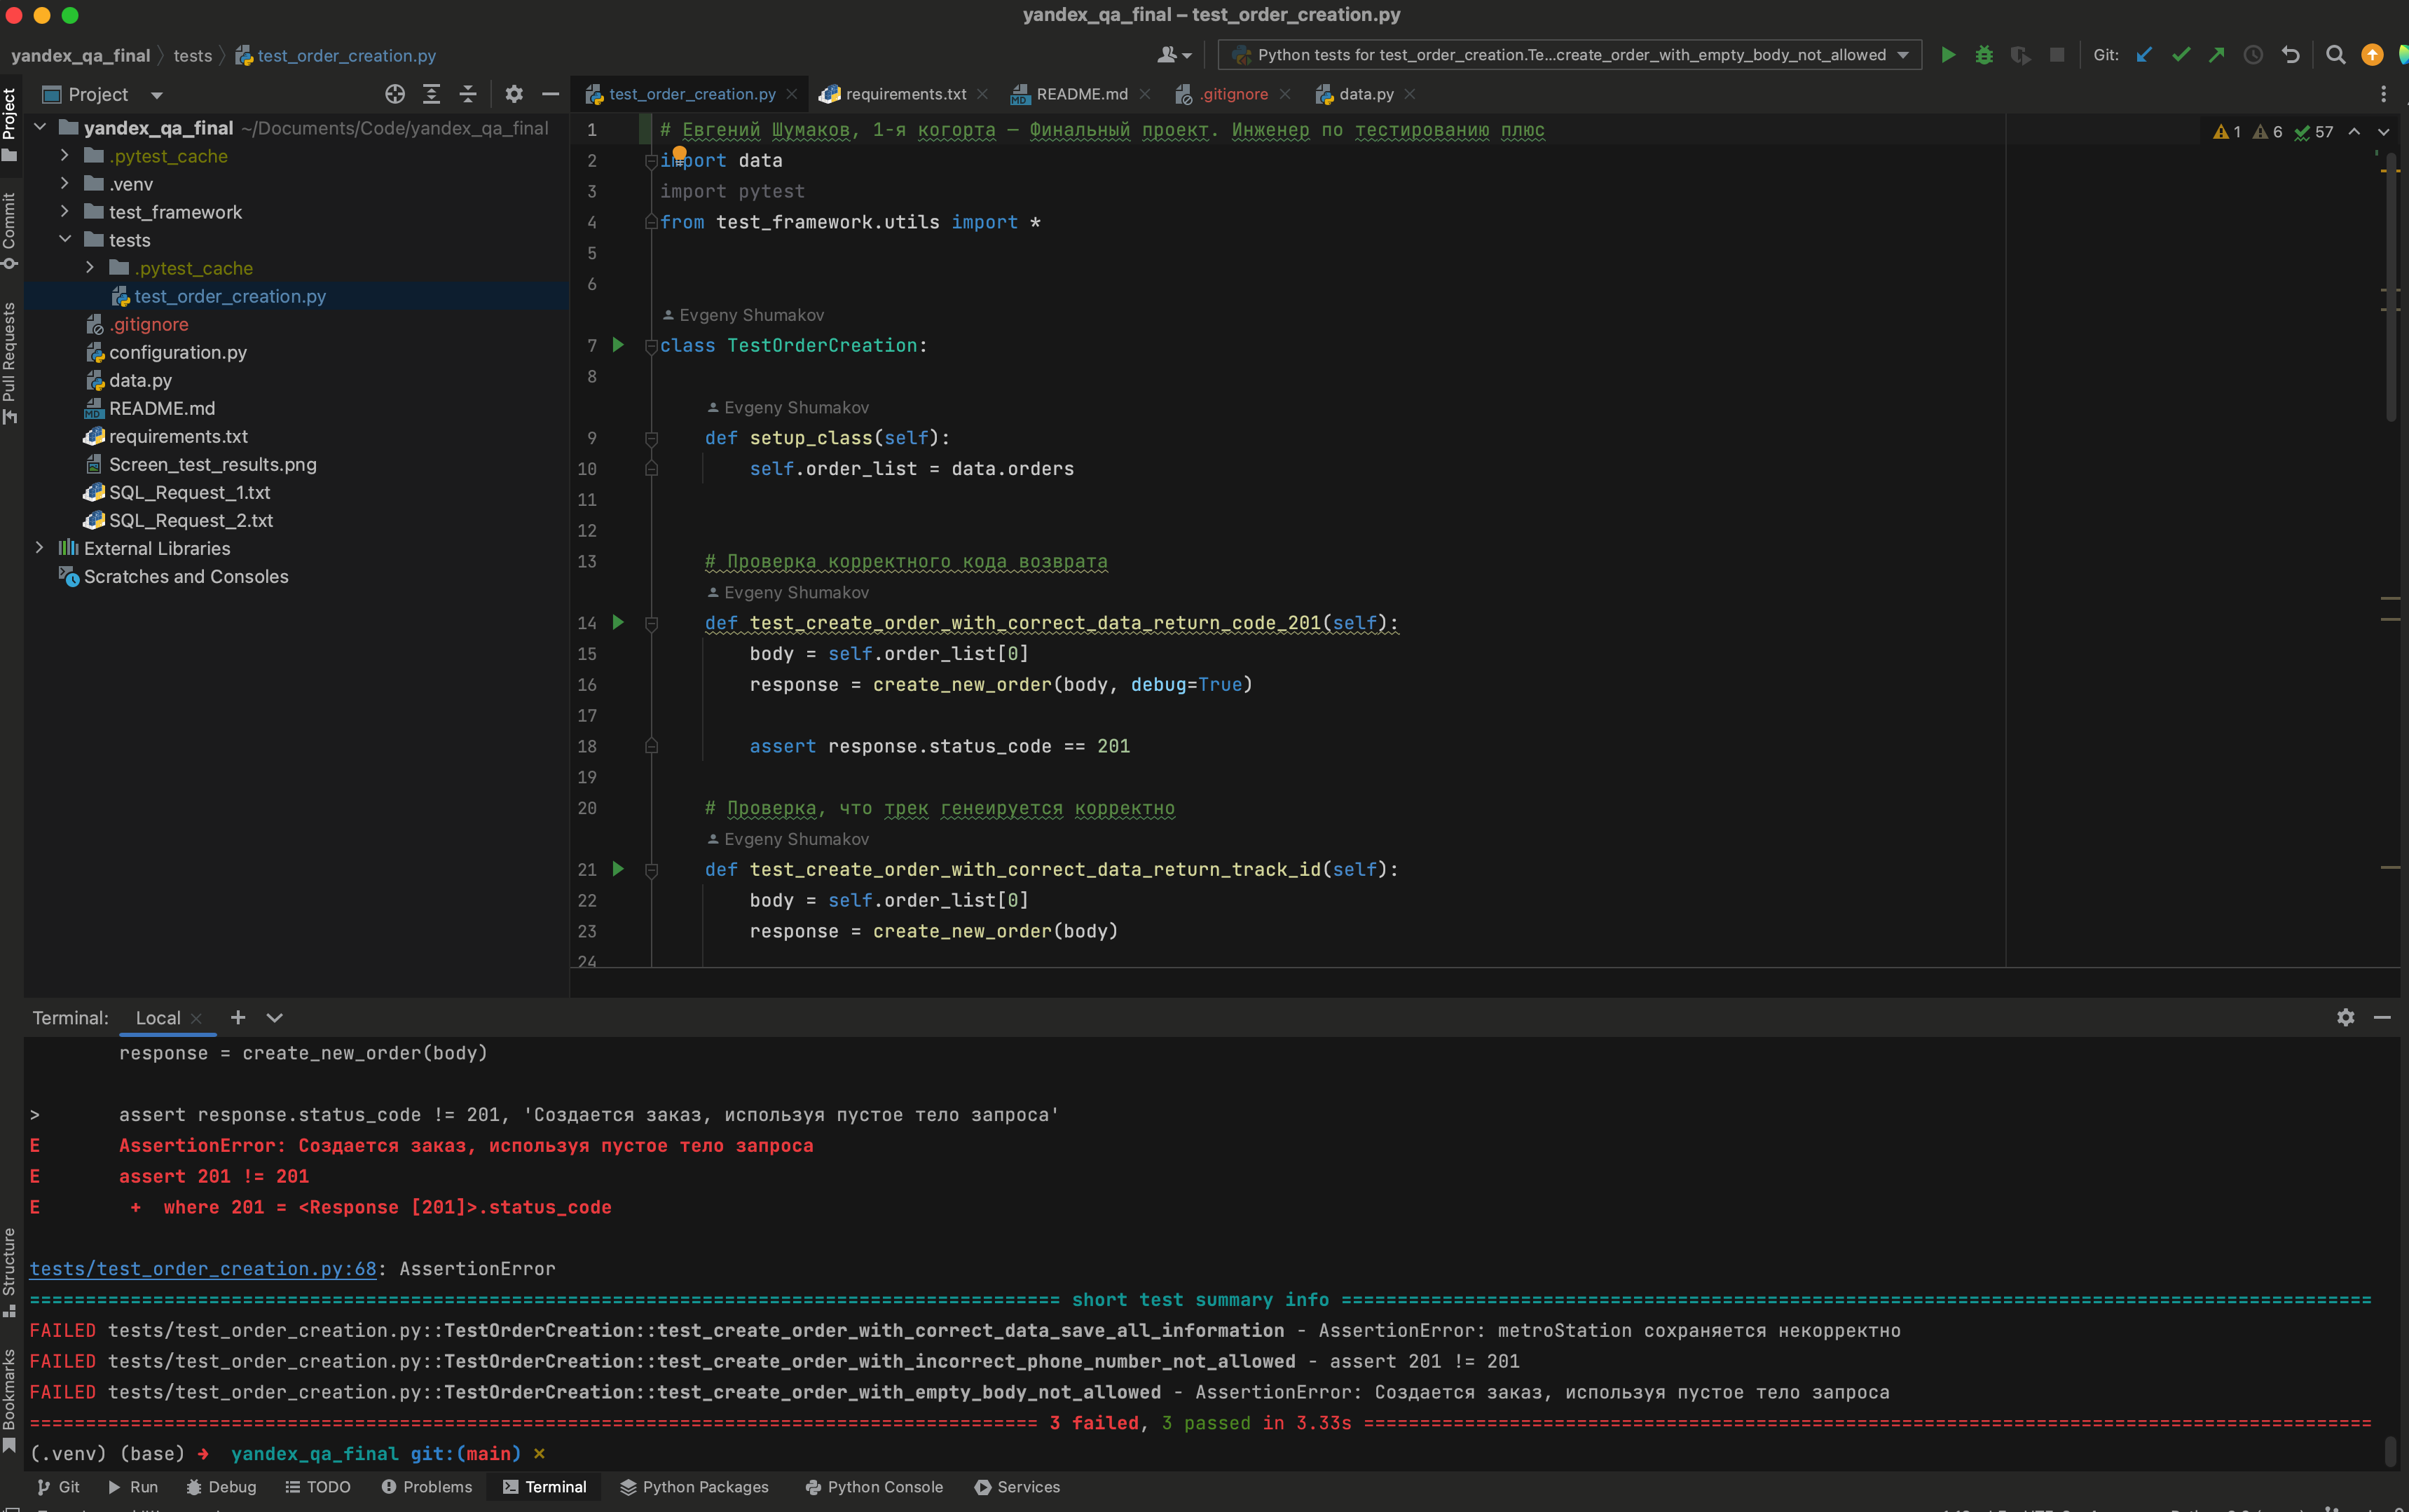 yandex_qa_final – test_order_creation.py
yandex_qa_final tests test_order_creation.py
Python tests for test_order_creation.Te...create_order_with_empty_body_not_allowed
Git:
Project
test_order_creation.py
requirements.txt
README.md
.gitignore
data.py
Project
Commit
Pull Requests
Structure
Bookmarks
yandex_qa_final ~/Documents/Code/yandex_qa_final
.pytest_cache
.venv
test_framework
tests
.pytest_cache
test_order_creation.py
.gitignore
configuration.py
data.py
README.md
requirements.txt
Screen_test_results.png
SQL_Request_1.txt
SQL_Request_2.txt
External Libraries
Scratches and Consoles
1 6 57
1 # Евгений Шумаков, 1-я когорта — Финальный проект. Инженер по тестированию плюс
2 import data
3 import pytest
4 from test_framework.utils import *
5
6
Evgeny Shumakov
7 class TestOrderCreation:
8
Evgeny Shumakov
9 def setup_class(self):
10 self.order_list = data.orders
11
12
13 # Проверка корректного кода возврата
Evgeny Shumakov
14 def test_create_order_with_correct_data_return_code_201(self):
15 body = self.order_list[0]
16 response = create_new_order(body, debug=True)
17
18 assert response.status_code == 201
19
20 # Проверка, что трек генеируется корректно
Evgeny Shumakov
21 def test_create_order_with_correct_data_return_track_id(self):
22 body = self.order_list[0]
23 response = create_new_order(body)
24
Terminal: Local
response = create_new_order(body)
> assert response.status_code != 201, 'Создается заказ, используя пустое тело запроса'
E AssertionError: Создается заказ, используя пустое тело запроса
E assert 201 != 201
E + where 201 = <Response [201]>.status_code
tests/test_order_creation.py:68: AssertionError
short test summary info
FAILED tests/test_order_creation.py::TestOrderCreation::test_create_order_with_correct_data_save_all_information - AssertionError: metroStation сохраняется некорректно
FAILED tests/test_order_creation.py::TestOrderCreation::test_create_order_with_incorrect_phone_number_not_allowed - assert 201 != 201
FAILED tests/test_order_creation.py::TestOrderCreation::test_create_order_with_empty_body_not_allowed - AssertionError: Создается заказ, используя пустое тело запроса
3 failed, 3 passed in 3.33s
(.venv) (base) ➜ yandex_qa_final git:(main) ✗
Git Run Debug TODO Problems Terminal Python Packages Python Console Services